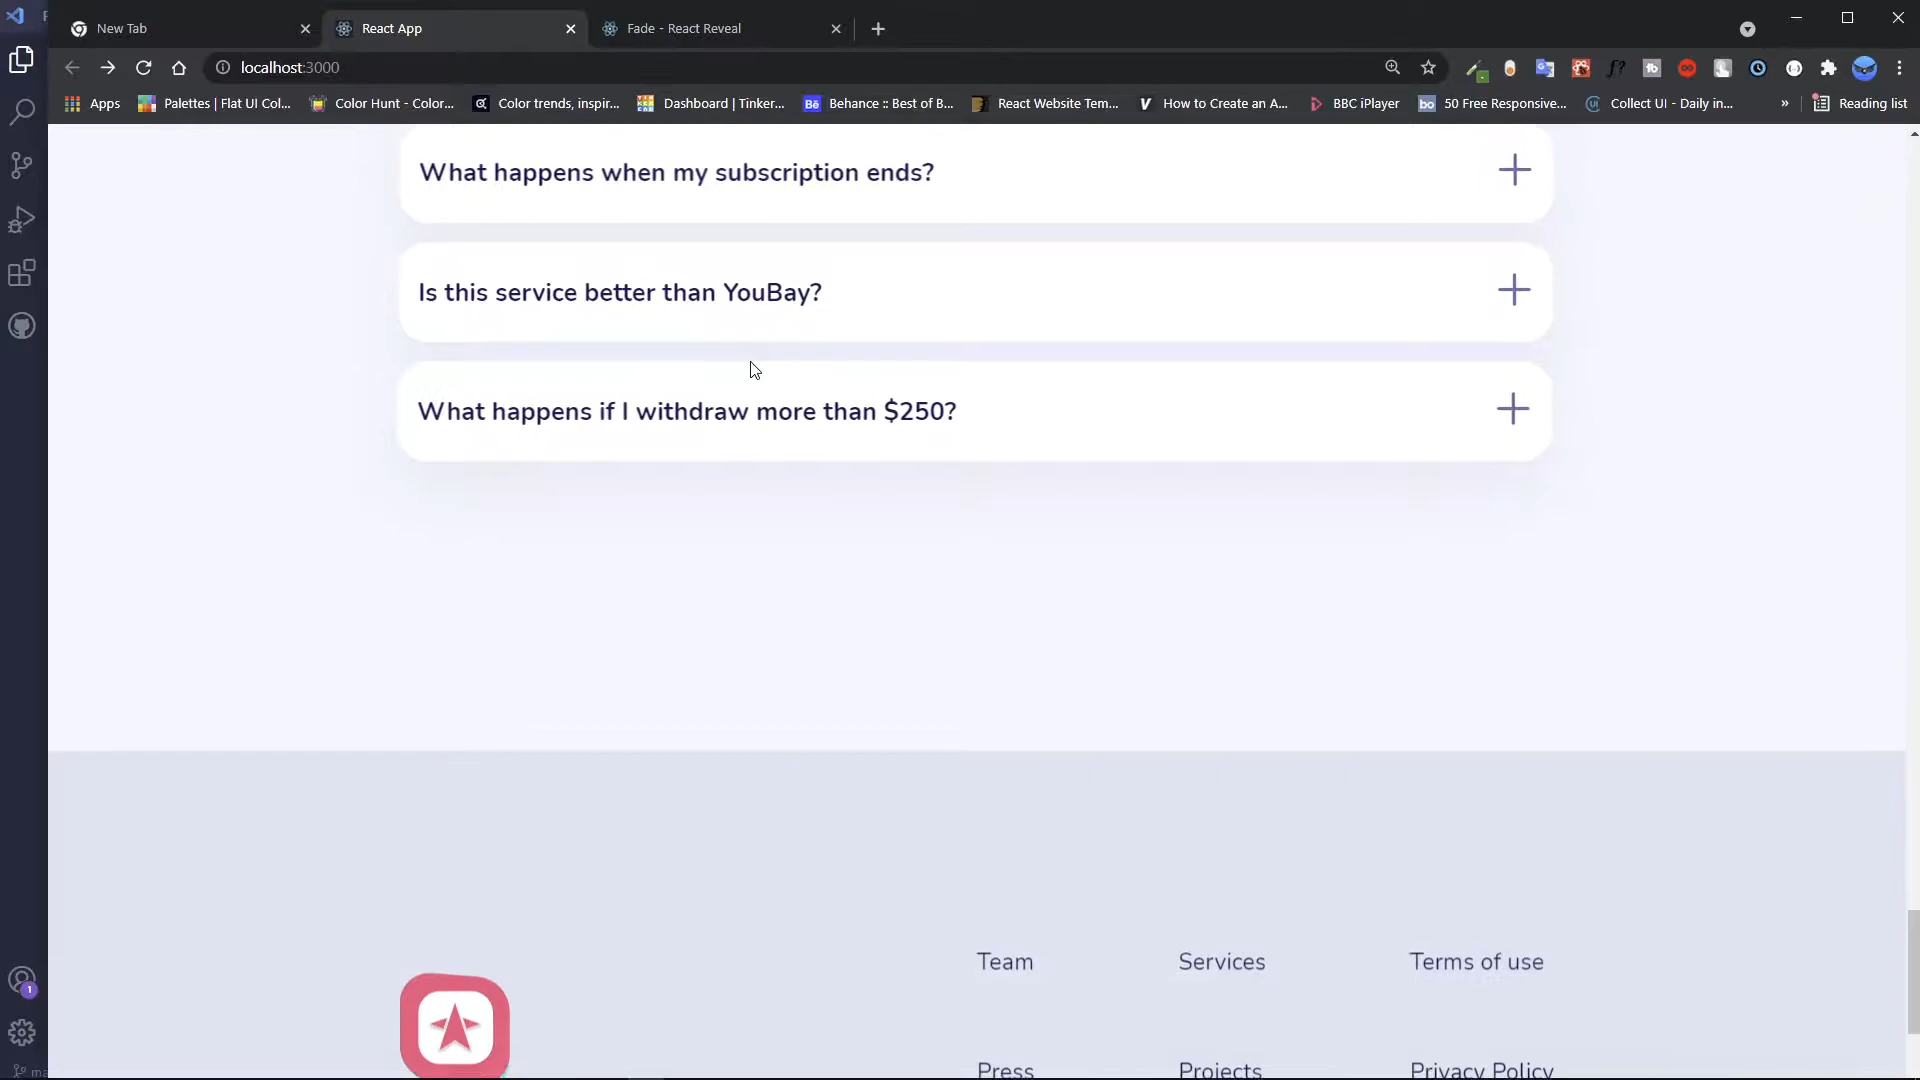 New Tab
React App
Fade - React Reveal
localhost:3000
Apps
Palettes | Flat UI Col...
Color Hunt - Color...
Color trends, inspir...
Dashboard | Tinker...
Behance :: Best of B...
React Website Tem...
How to Create an A...
BBC iPlayer
50 Free Responsive...
Collect UI - Daily in...
»
Reading list
What happens when my subscription ends?
Is this service better than YouBay?
What happens if I withdraw more than $250?
Team
Services
Terms of use
Press
Projects
Privacy Policy
1